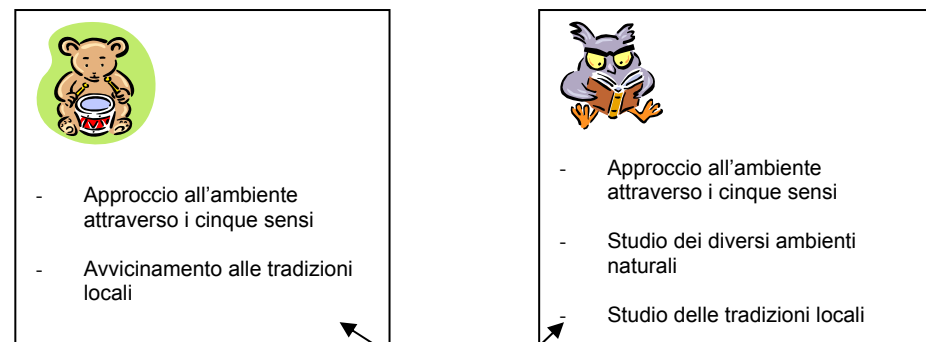 - Approccio all’ambiente
attraverso i cinque sensi
- Avvicinamento alle tradizioni
locali
- Approccio all’ambiente
attraverso i cinque sensi
- Studio dei diversi ambienti
naturali
- Studio delle tradizioni locali